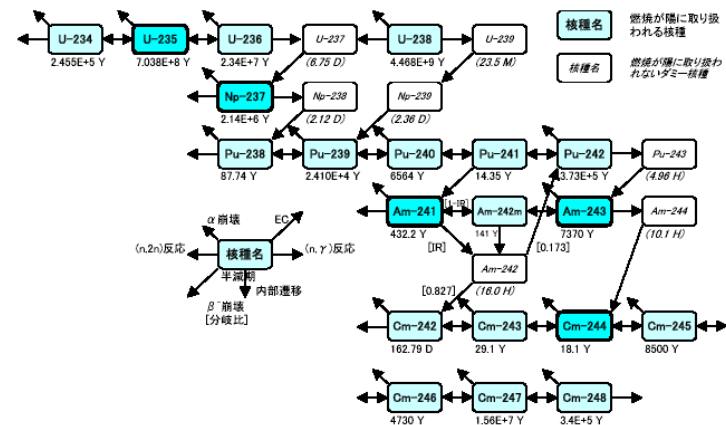 U-234 U-235 U-236 U-237 U-238 U-239
2.455E+5 Y 7.038E+8 Y 2.34E+7 Y (6.75 D) 4.468E+9 Y (23.5 M)
核種名 燃焼が陽に取り扱
われる核種
核種名 燃焼が陽に取り扱わ
れないダミー核種
Np-237 Np-238 Np-239
2.14E+6 Y (2.12 D) (2.36 D)
Pu-238 Pu-239 Pu-240 Pu-241 Pu-242 Pu-243
87.74 Y 2.410E+4 Y 6564 Y 14.35 Y 3.73E+5 Y (4.96 H)
Am-241 [1-IR] Am-242m Am-243 Am-244
432.2 Y 141 Y 7370 Y (10.1 H)
[IR] [0.173]
Am-242
[0.827] (16.0 H)
α崩壊 EC
(n,2n)反応 核種名 (n,γ)反応
半減期
内部遷移
β⁻崩壊
[分岐比]
Cm-242 Cm-243 Cm-244 Cm-245
162.79 D 29.1 Y 18.1 Y 8500 Y
Cm-246 Cm-247 Cm-248
4730 Y 1.56E+7 Y 3.4E+5 Y